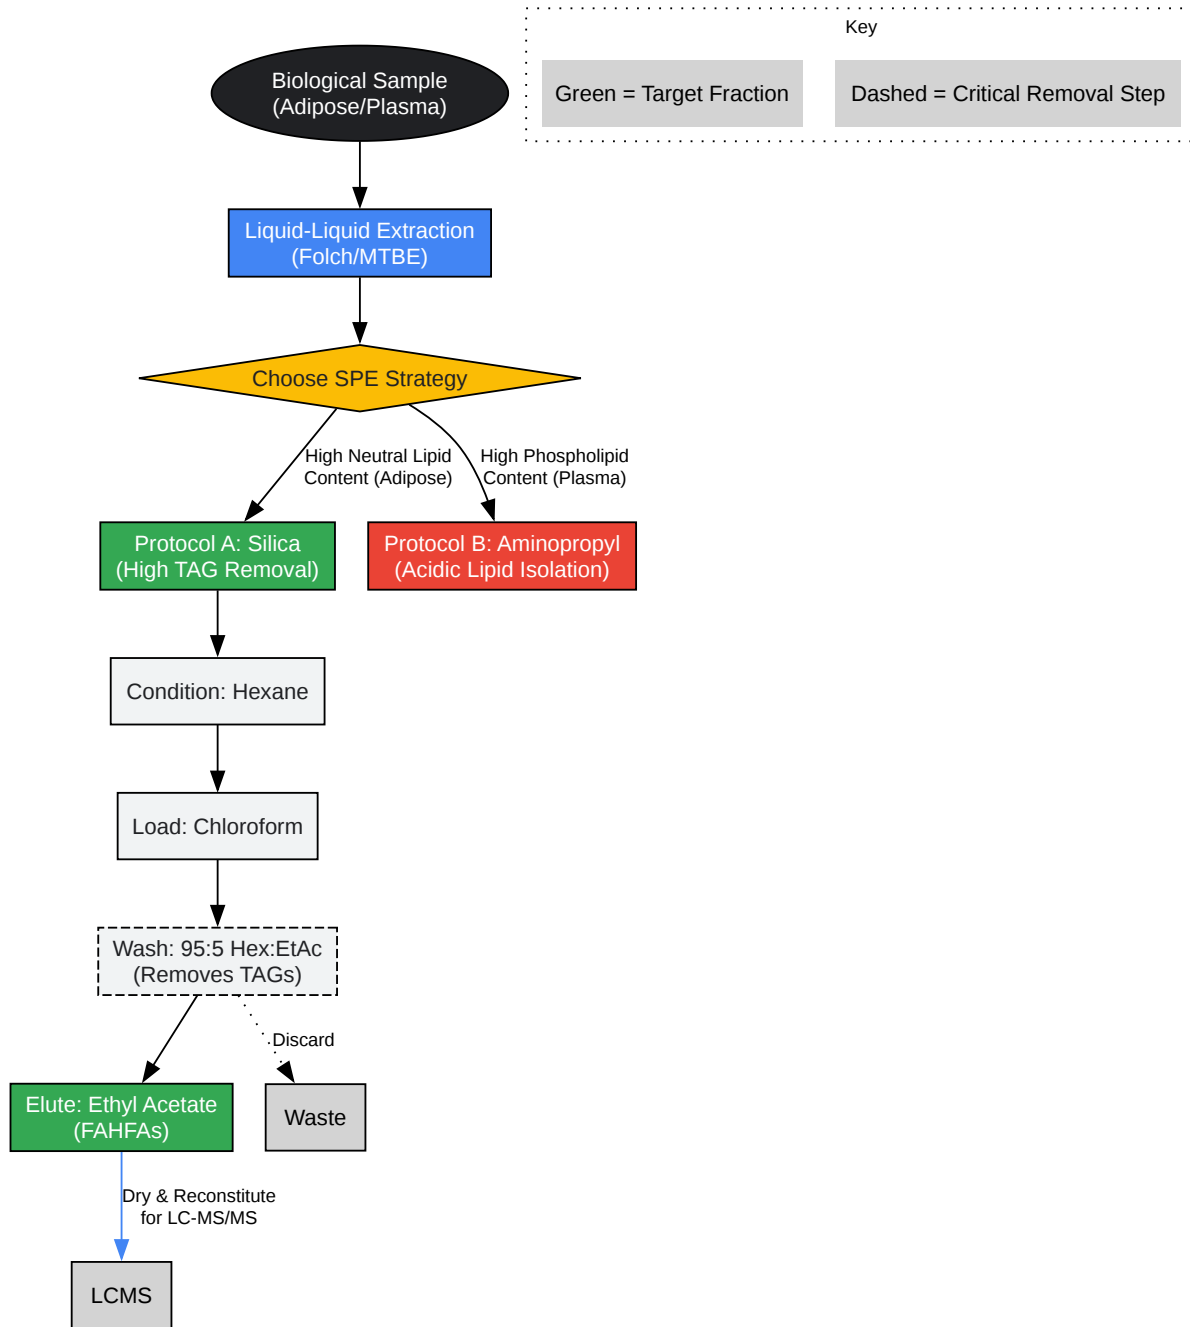 Key
Green = Target Fraction
Dashed = Critical Removal Step
Biological Sample
(Adipose/Plasma)
Liquid-Liquid Extraction
(Folch/MTBE)
Choose SPE Strategy
High Neutral Lipid
Content (Adipose)
High Phospholipid
Content (Plasma)
Protocol A: Silica
(High TAG Removal)
Protocol B: Aminopropyl
(Acidic Lipid Isolation)
Condition: Hexane
Load: Chloroform
Wash: 95:5 Hex:EtAc
(Removes TAGs)
Discard
Elute: Ethyl Acetate
(FAHFAs)
Waste
Dry & Reconstitute
for LC-MS/MS
LCMS